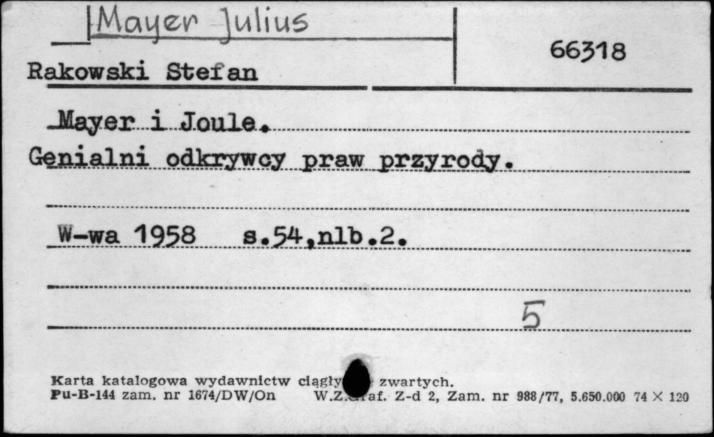 Mayer Julius
66318
Rakowski Stefan
Mayer i Joule.
Genialni odkrywcy praw przyrody.
W-wa 1958 s.54,nlb.2.
5
Karta katalogowa wydawnictw zwartych.
Pu-B-144 zam. nr 1674/DW/On Z-d 2, Zam. nr 988/77, 5.650.000 74 × 120